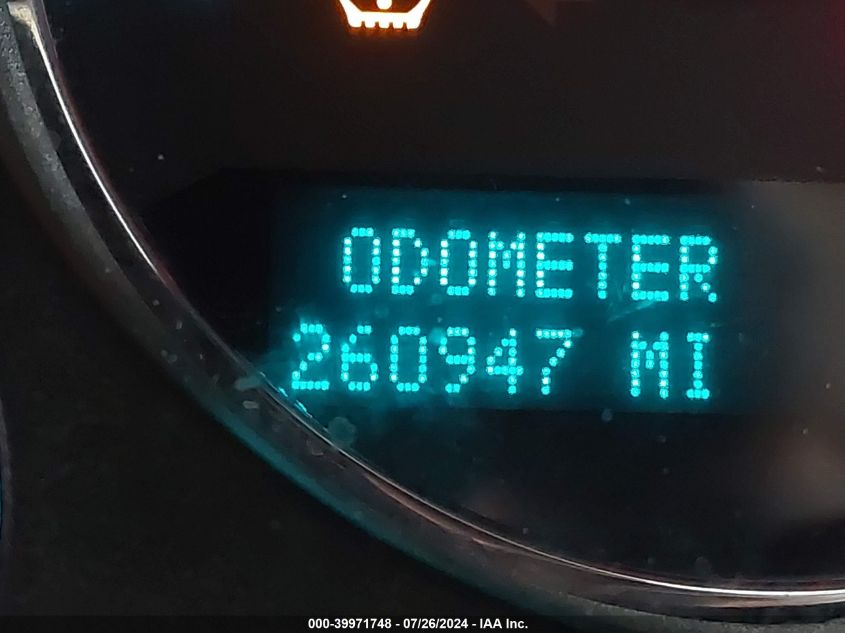 ODOMETER
260947 MI
000-39971748 - 07/26/2024 - IAA Inc.